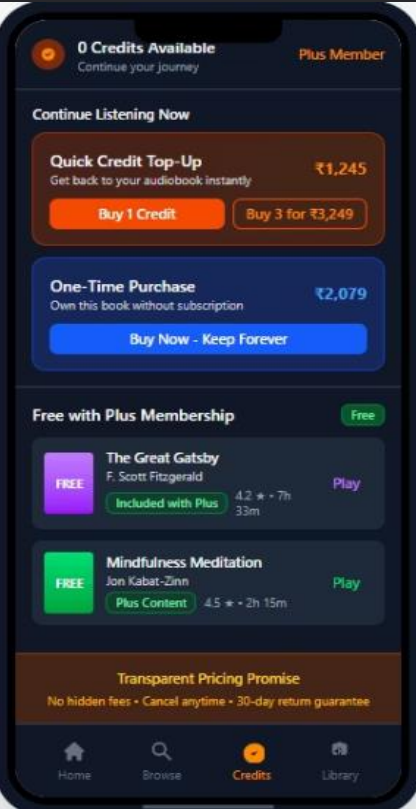 0 Credits Available
Continue your journey
Plus Member
Continue Listening Now
Quick Credit Top-Up
Get back to your audiobook instantly
₹1,245
Buy 1 Credit
Buy 3 for ₹3,249
One-Time Purchase
Own this book without subscription
₹2,079
Buy Now - Keep Forever
Free with Plus Membership
Free
FREE
The Great Gatsby
F. Scott Fitzgerald
Included with Plus
4.2 ★ • 7h
33m
Play
FREE
Mindfulness Meditation
Jon Kabat-Zinn
Plus Content
4.5 ★ • 2h 15m
Play
Transparent Pricing Promise
No hidden fees • Cancel anytime • 30-day return guarantee
Home
Browse
Credits
Library